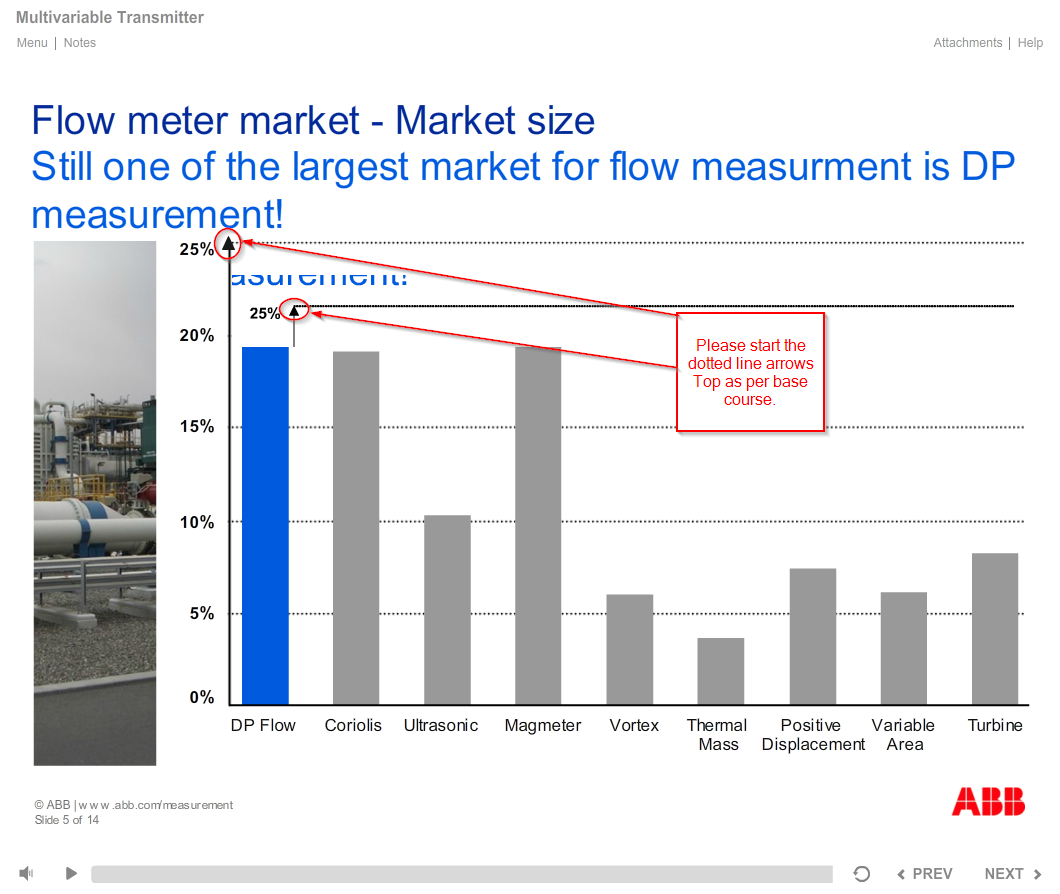 Multivariable Transmitter
Menu | Notes
Attachments | Help
Flow meter market - Market size
Still one of the largest market for flow measurment is DP
measurement!
25%
asurement!
25%
20%
15%
10%
5%
0%
Please start the
dotted line arrows
Top as per base
course.
DP Flow
Coriolis
Ultrasonic
Magmeter
Vortex
Thermal
Mass
Positive
Displacement
Variable
Area
Turbine
© ABB | www.abb.com/measurement
Slide 5 of 14
ABB
PREV
NEXT